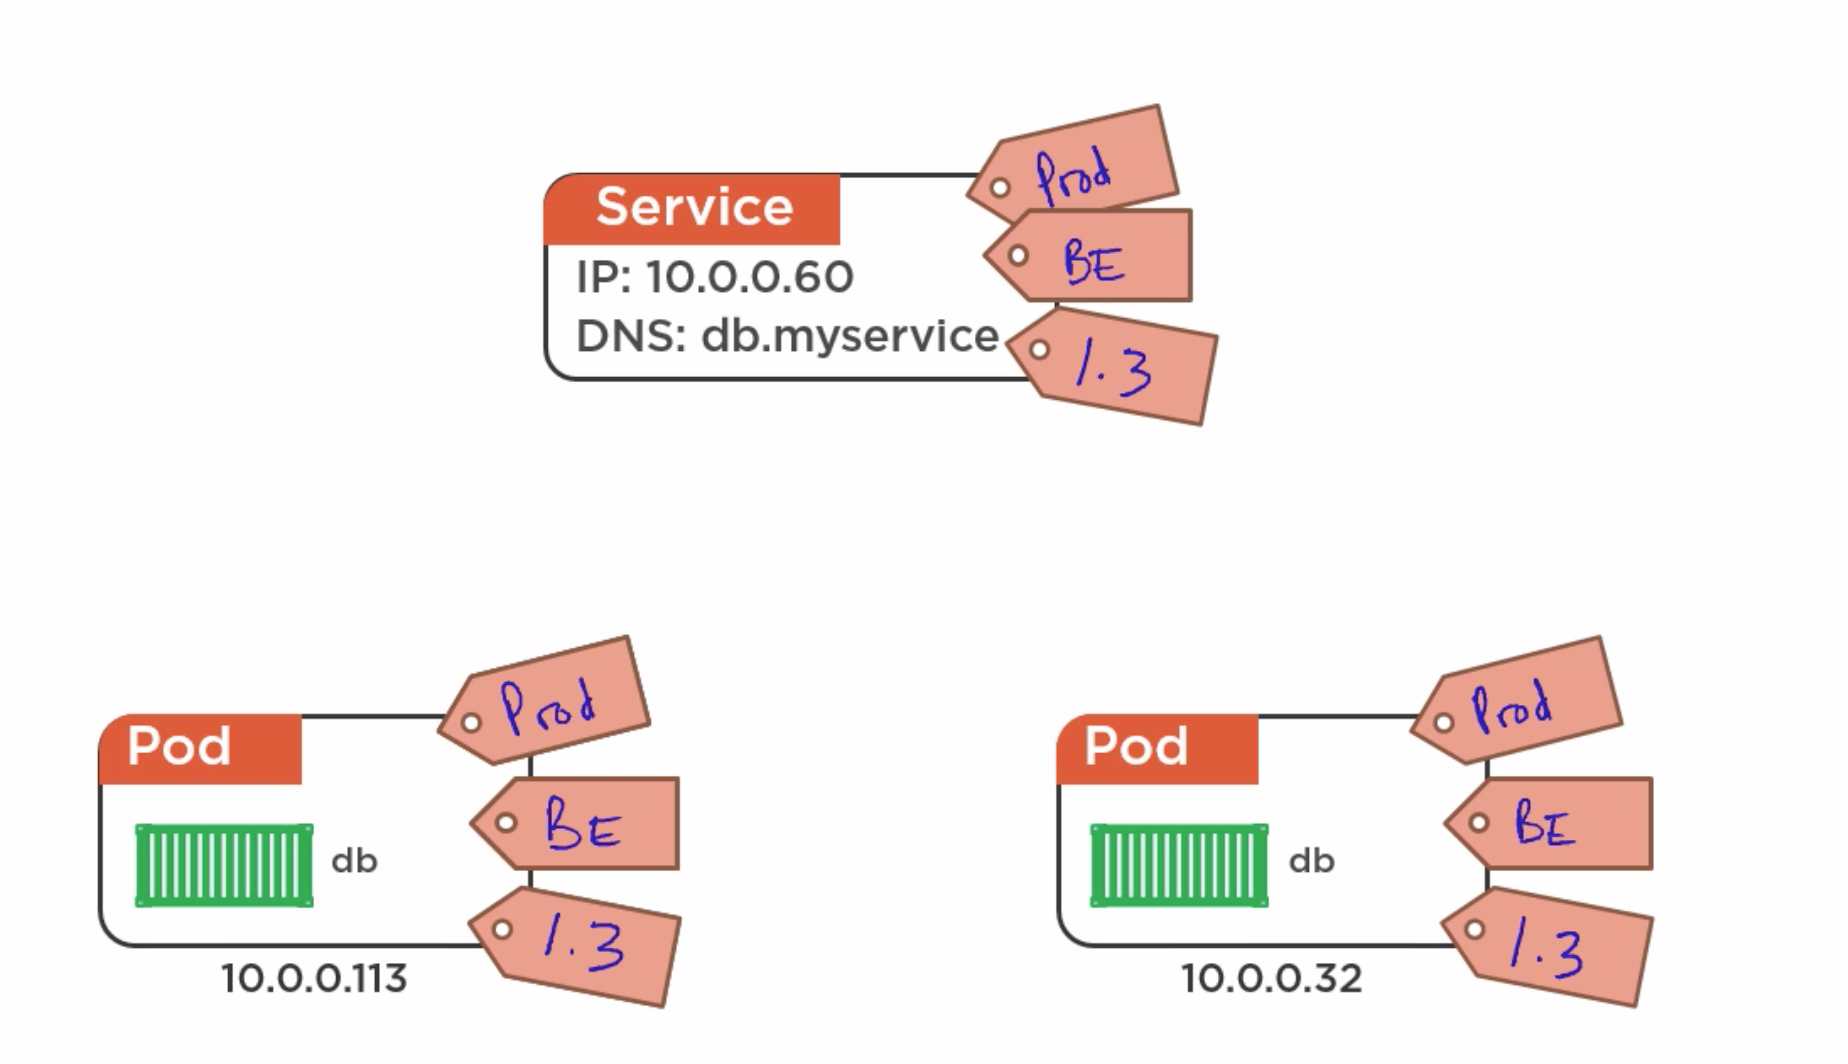 Service
IP: 10.0.0.60
DNS: db.myservice
Prod
BE
1.3
Pod
db
10.0.0.113
Prod
BE
1.3
Pod
db
10.0.0.32
Prod
BE
1.3